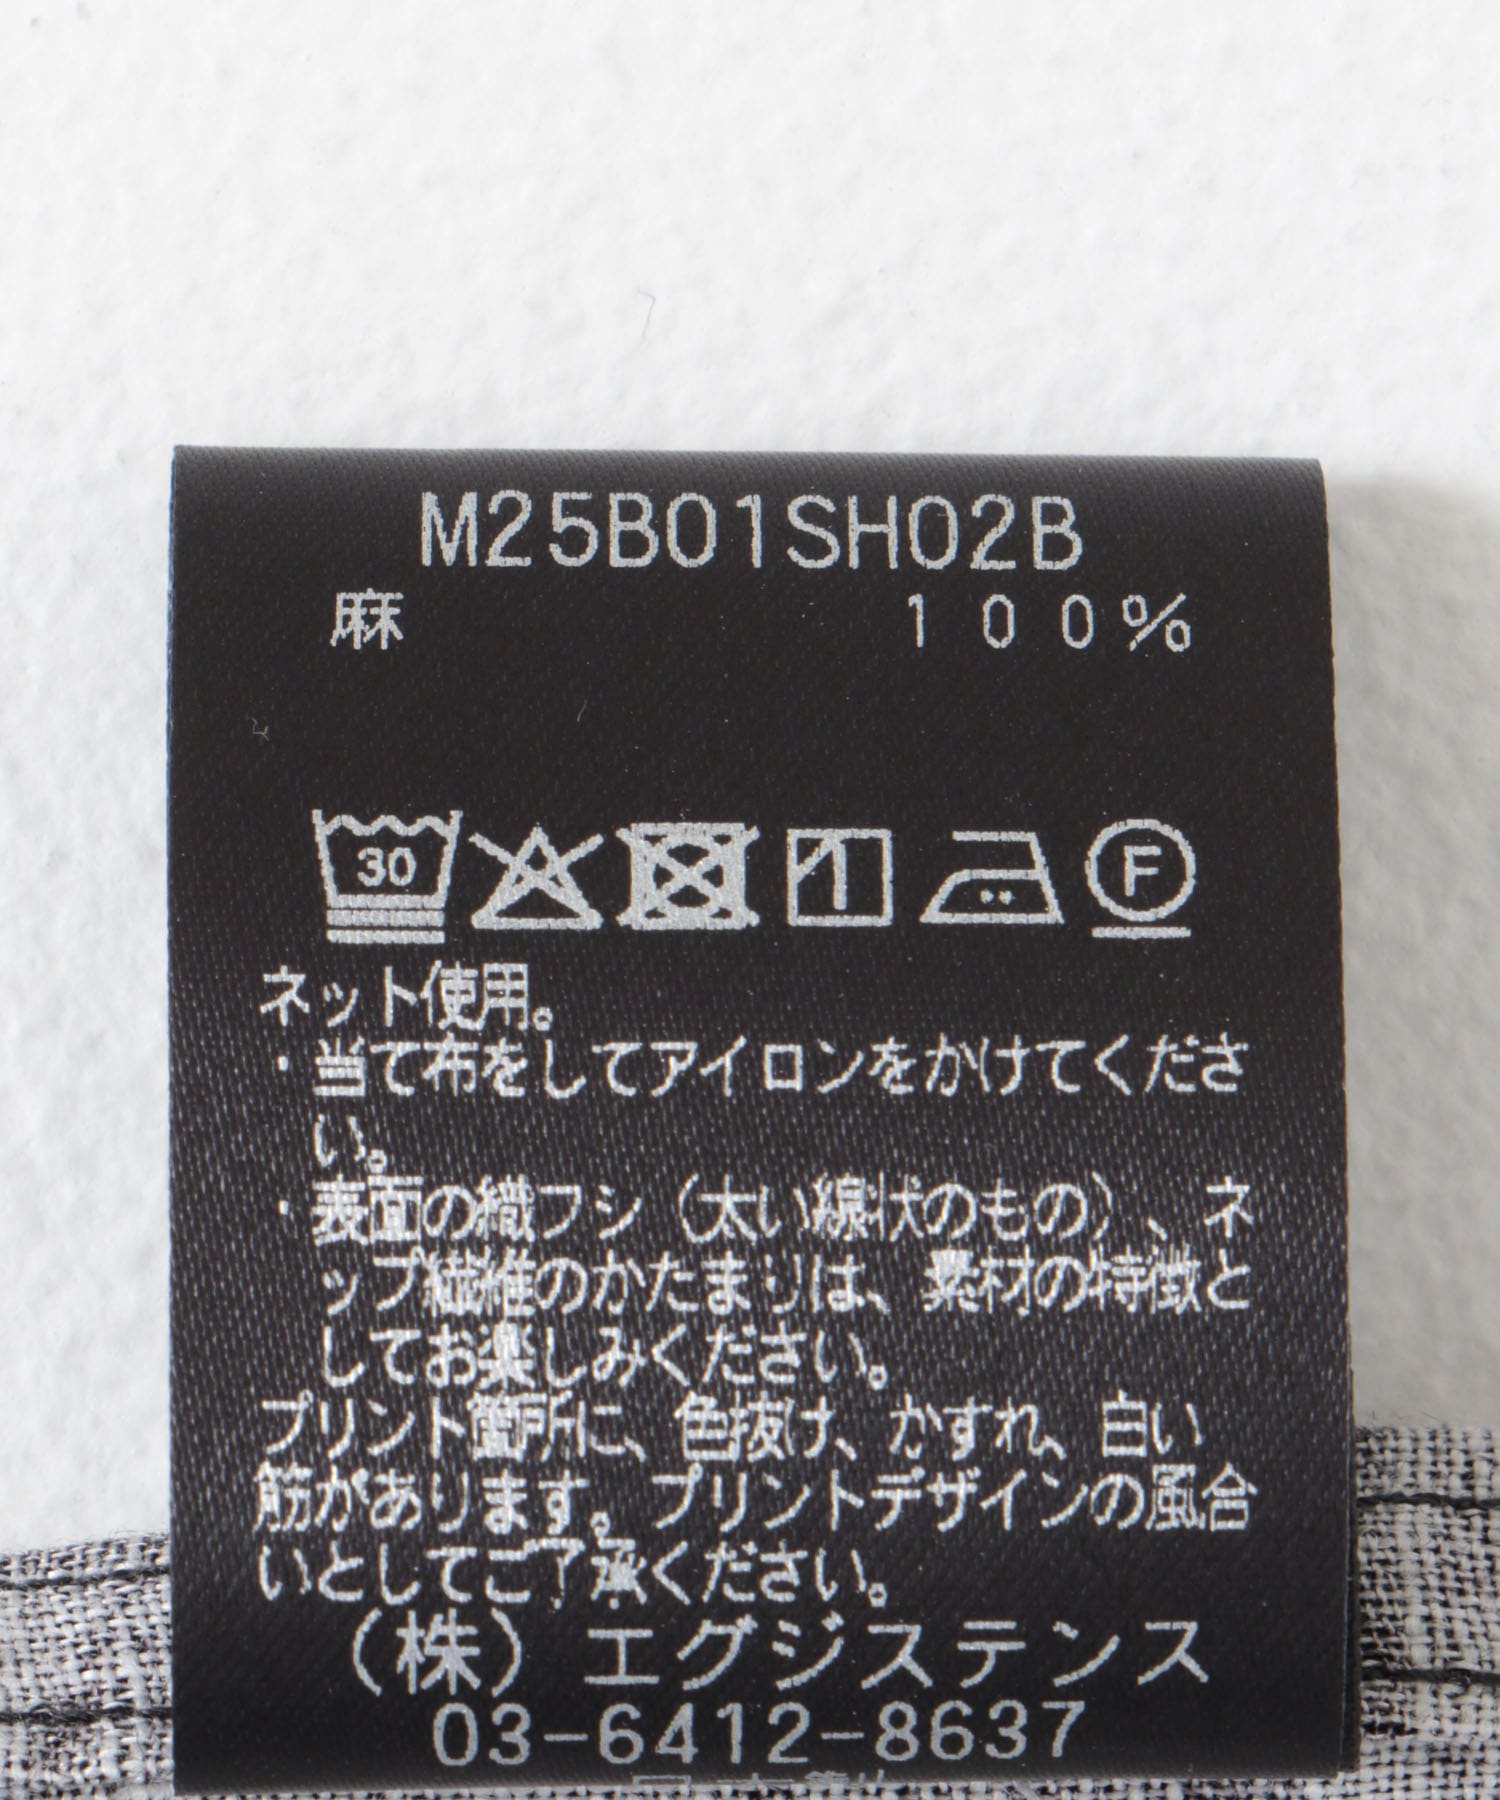 M25B01SH02B
麻 100%
30 F
ネット使用。
・当て布をしてアイロンをかけてくださ
い。
・表面の織フシ（太い線状のもの）、ネ
ップ繊維のかたまりは、素材の特徴と
してお楽しみください。
プリント箇所に、色抜け、かすれ、白い
筋があります。プリントデザインの風合
いとしてご了承ください。
（株）エグジステンス
03-6412-8637